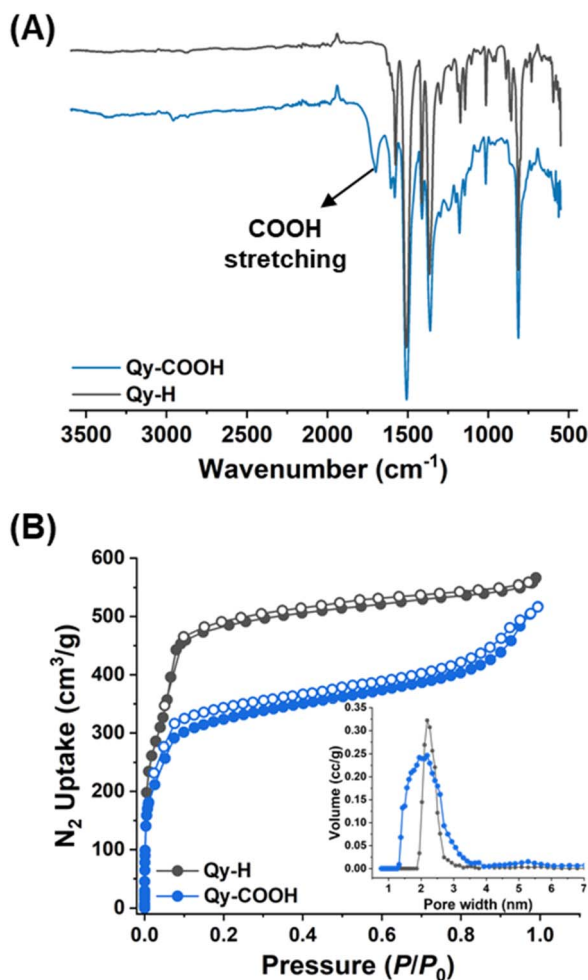 (A)
COOH
stretching
Qy-COOH
Qy-H
3500 3000 2500 2000 1500 1000 500
Wavenumber (cm⁻¹)
(B)
600
500
400
300
200
100
0
N₂ Uptake (cm³/g)
Qy-H
Qy-COOH
0.0 0.2 0.4 0.6 0.8 1.0
Pressure (P/P₀)
0.35
0.30
0.25
0.20
0.15
0.10
0.05
0.00
Volume (cc/g)
1 2 3 4 5 6 7
Pore width (nm)